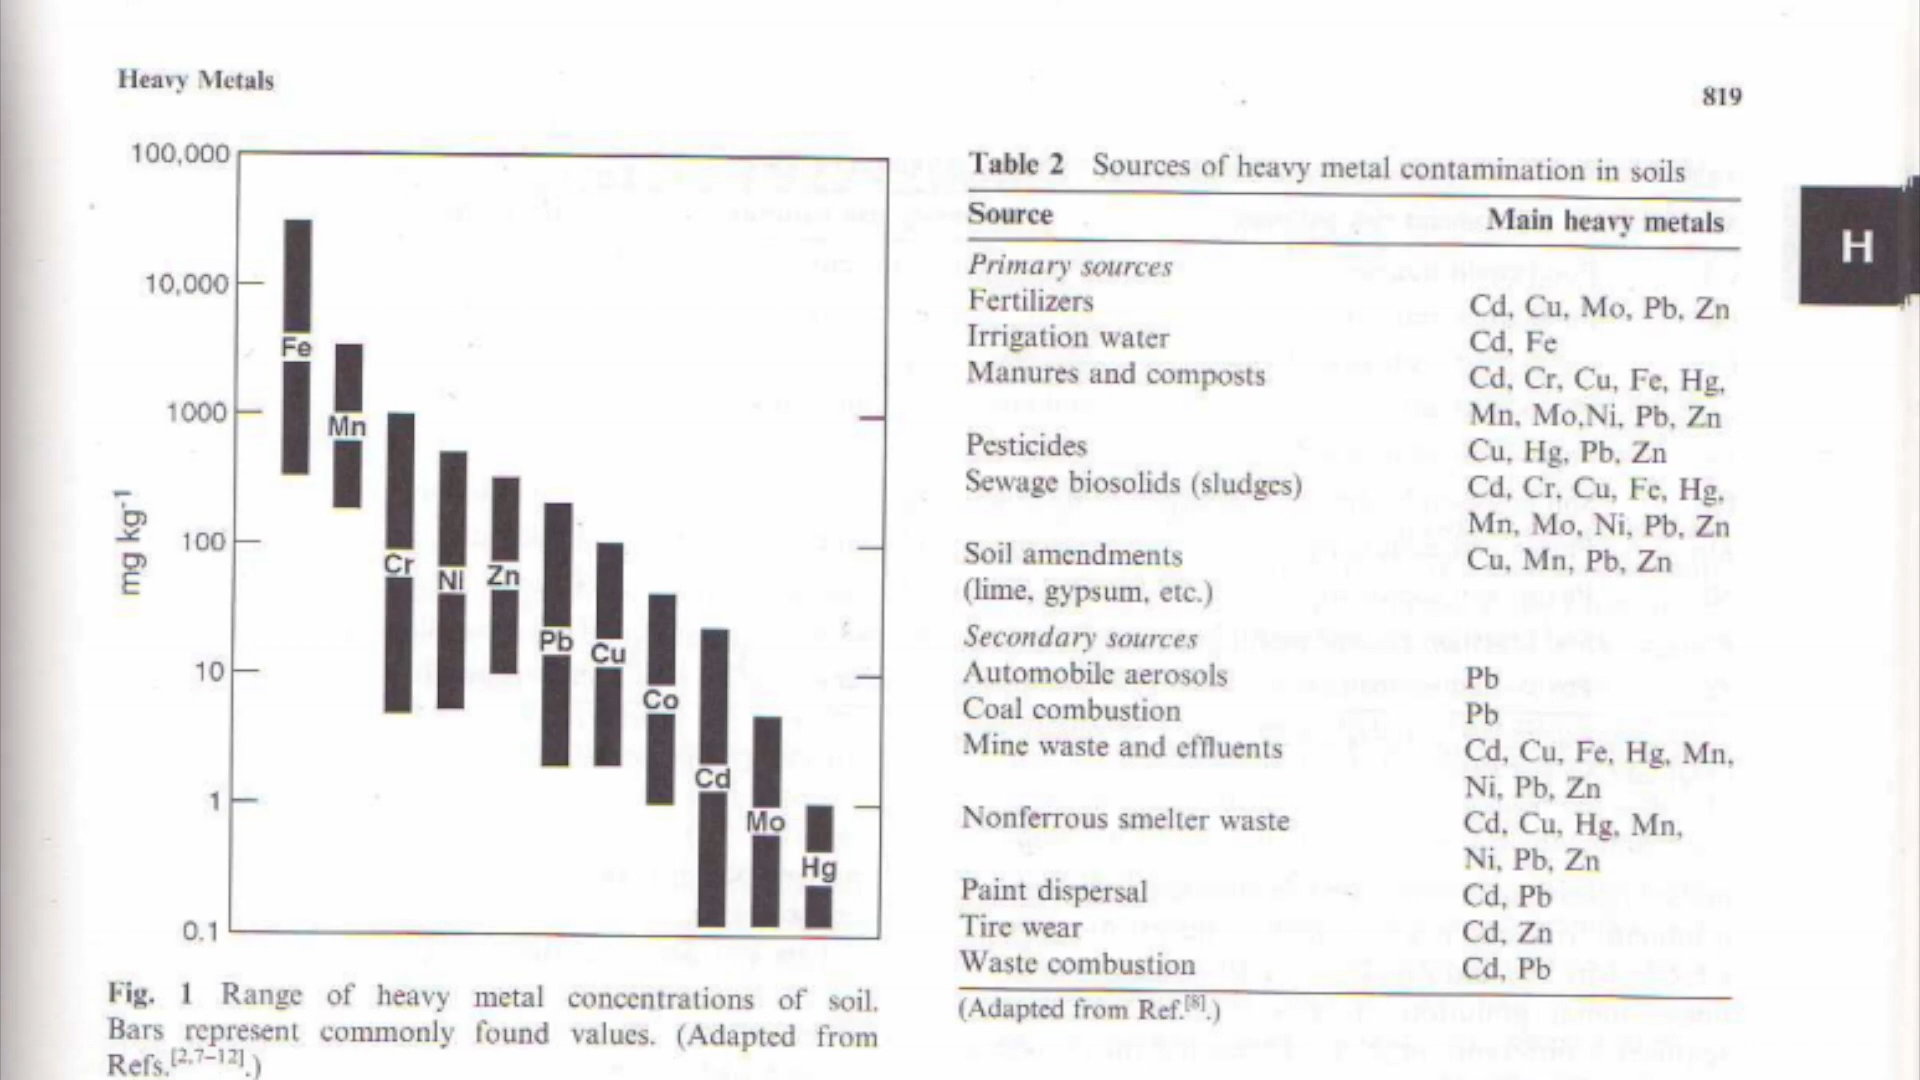 Heavy Metals
819
H
100,000
10,000
1000
100
10
1
0.1
mg kg-1
Fe
Mn
Cr
Ni
Zn
Pb
Cu
Co
Cd
Mo
Hg
Fig. 1 Range of heavy metal concentrations of soil.
Bars represent commonly found values. (Adapted from
Refs.[2,7–12].)
Table 2 Sources of heavy metal contamination in soils
Source Main heavy metals
Primary sources
Fertilizers Cd, Cu, Mo, Pb, Zn
Irrigation water Cd, Fe
Manures and composts Cd, Cr, Cu, Fe, Hg,
Mn, Mo,Ni, Pb, Zn
Pesticides Cu, Hg, Pb, Zn
Sewage biosolids (sludges) Cd, Cr, Cu, Fe, Hg,
Mn, Mo, Ni, Pb, Zn
Soil amendments Cu, Mn, Pb, Zn
(lime, gypsum, etc.)
Secondary sources
Automobile aerosols Pb
Coal combustion Pb
Mine waste and effluents Cd, Cu, Fe, Hg, Mn,
Ni, Pb, Zn
Nonferrous smelter waste Cd, Cu, Hg, Mn,
Ni, Pb, Zn
Paint dispersal Cd, Pb
Tire wear Cd, Zn
Waste combustion Cd, Pb
(Adapted from Ref.[8].)